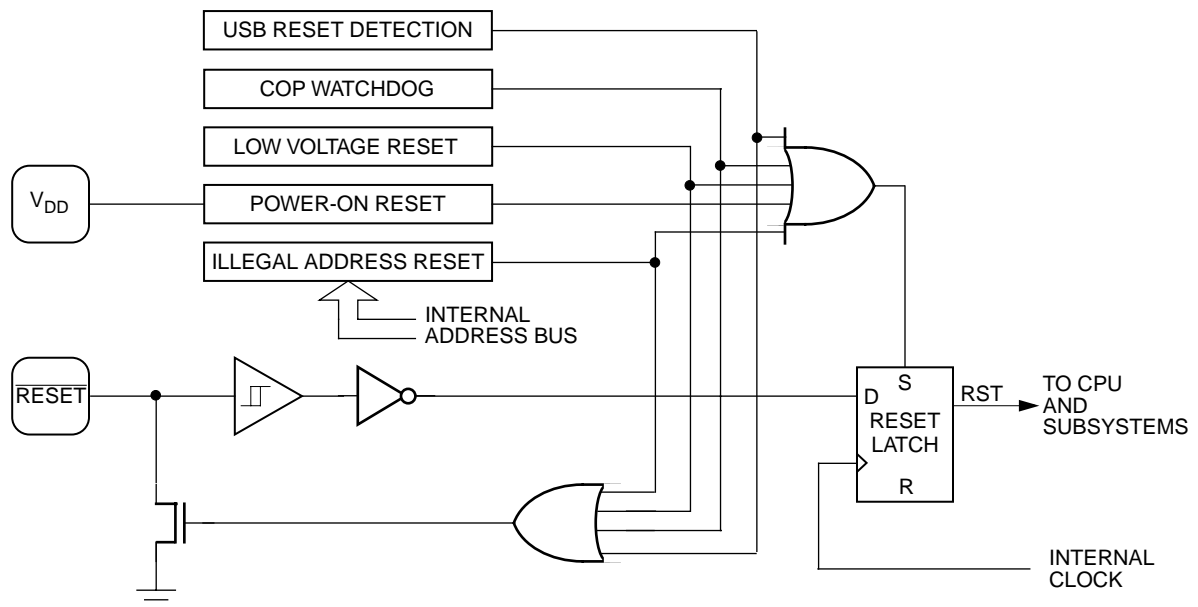 USB RESET DETECTION
COP WATCHDOG
LOW VOLTAGE RESET
VDD
POWER-ON RESET
ILLEGAL ADDRESS RESET
INTERNAL
ADDRESS BUS
RESET
D
S
RESET
LATCH
R
RST
TO CPU
AND
SUBSYSTEMS
INTERNAL
CLOCK